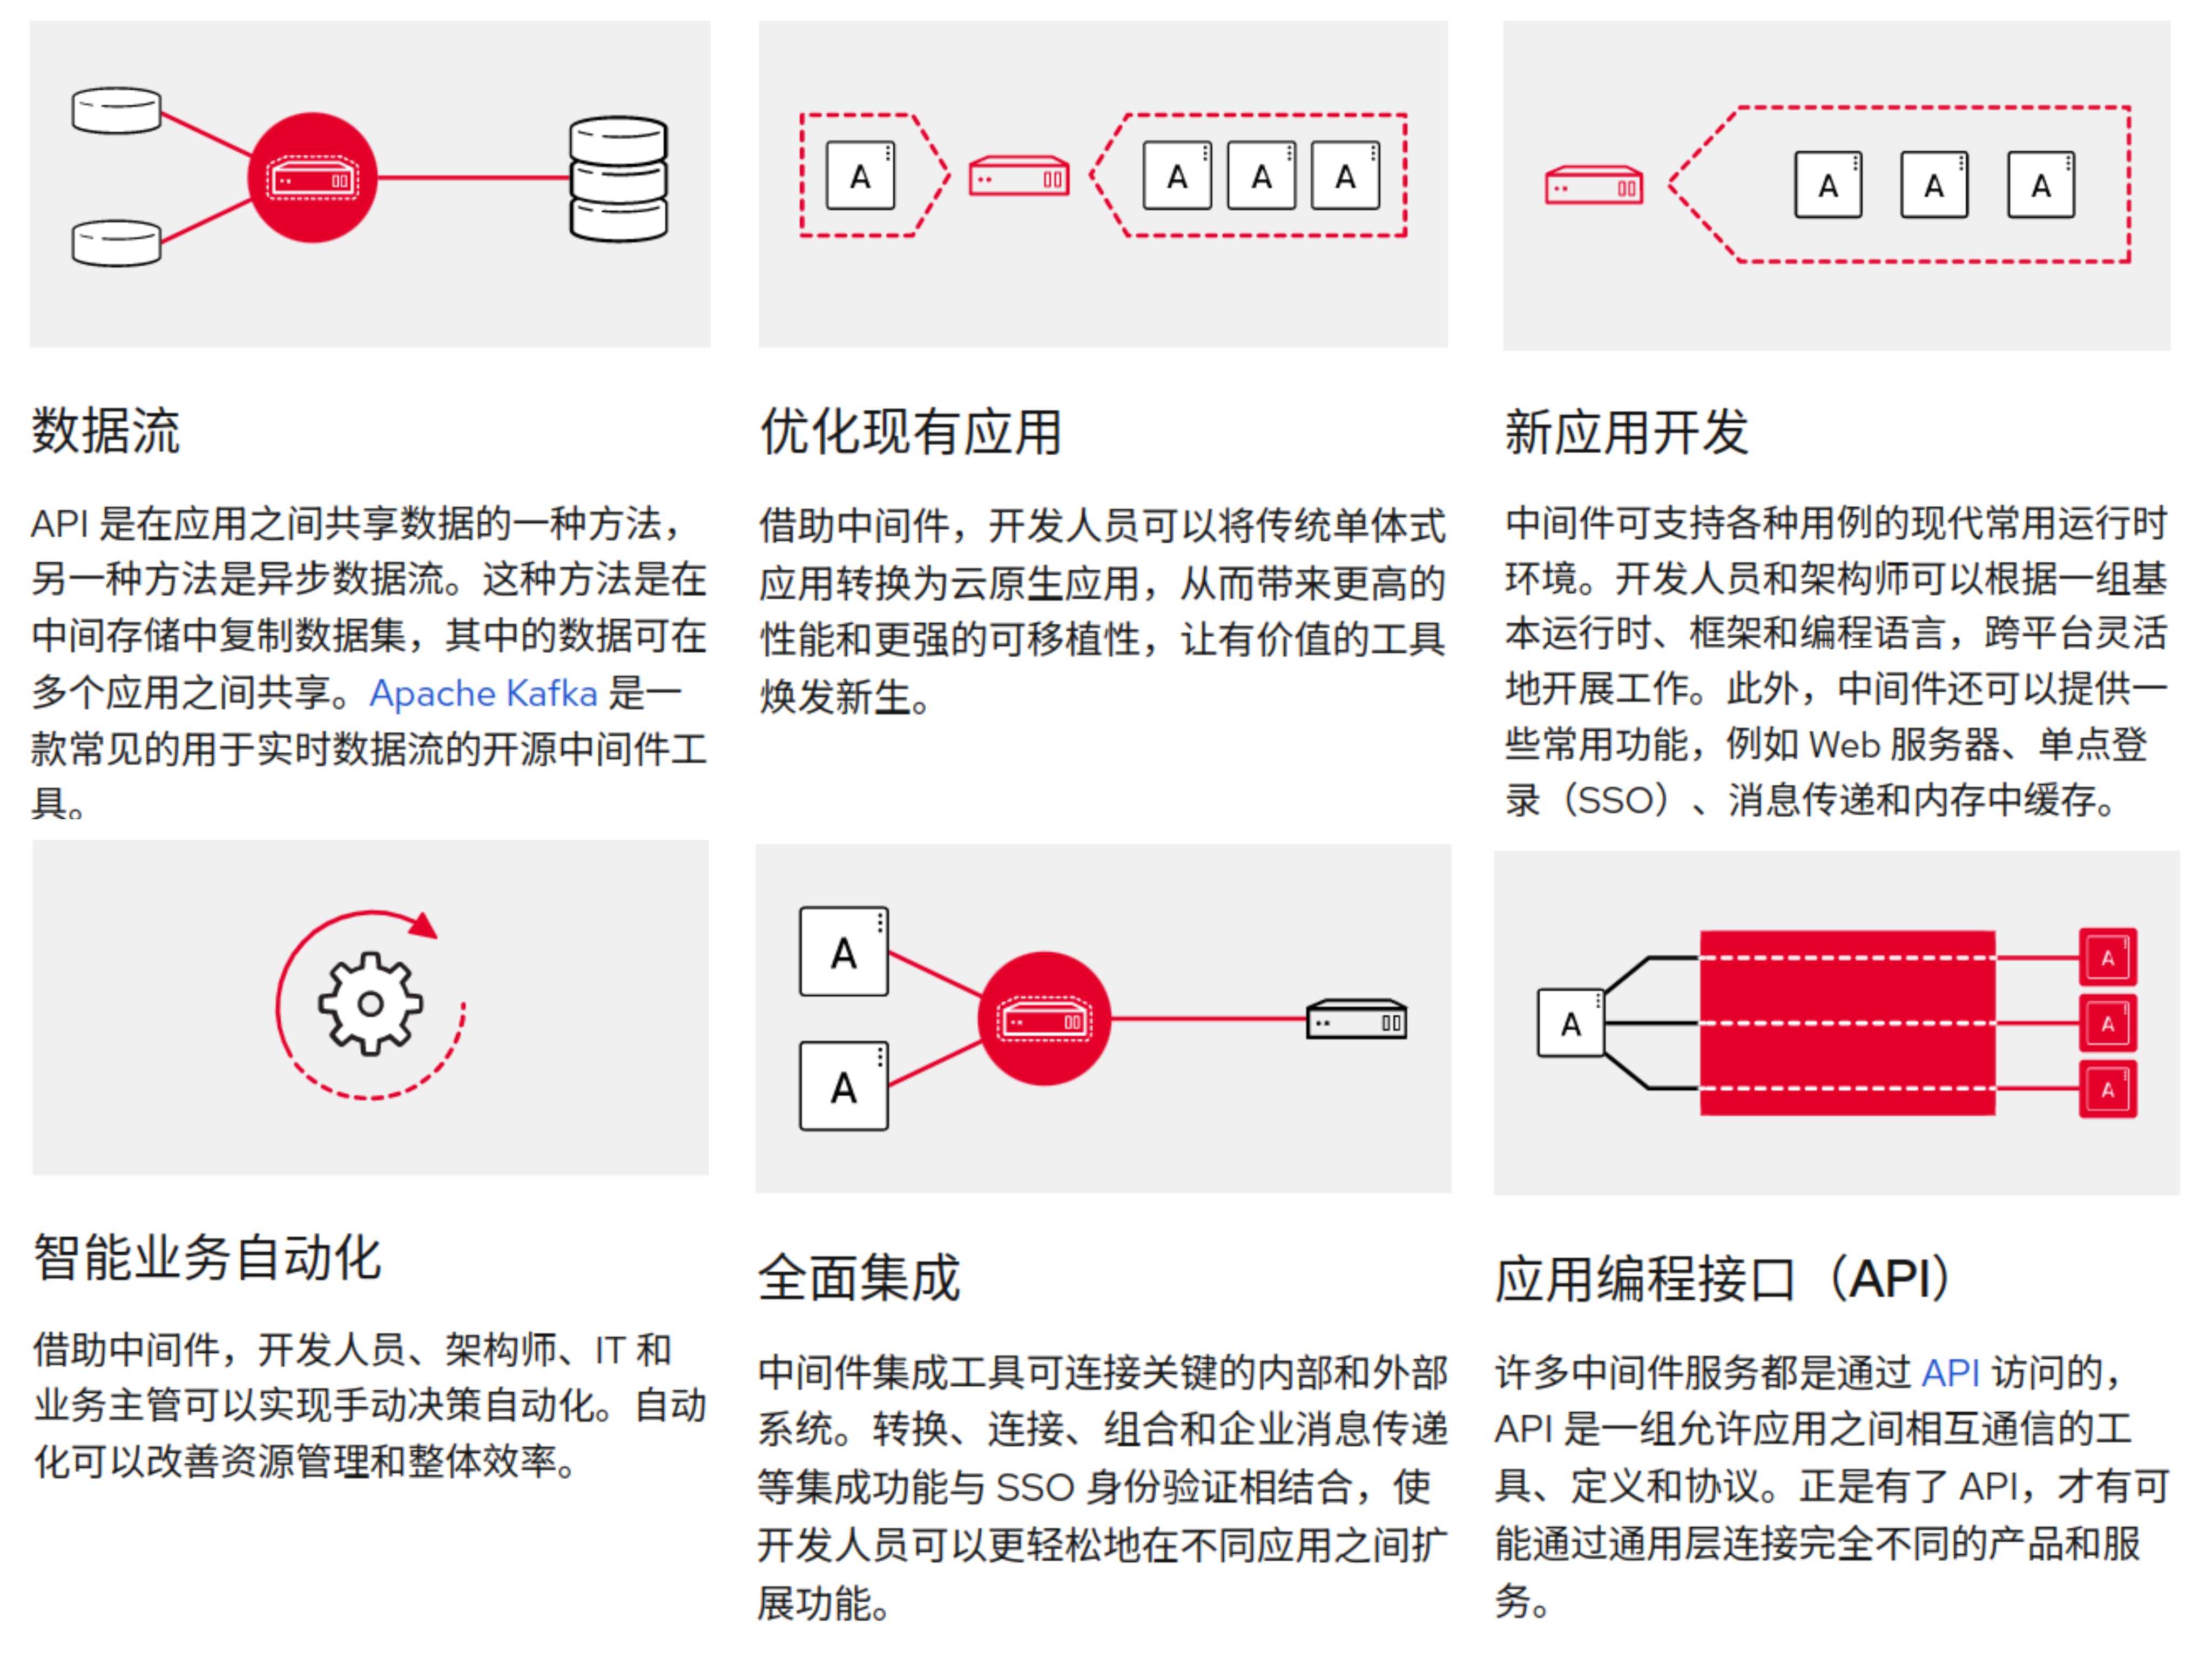 A
A
A
A
A
A
A
数据流
API 是在应用之间共享数据的一种方法，
另一种方法是异步数据流。这种方法是在
中间存储中复制数据集，其中的数据可在
多个应用之间共享。Apache Kafka 是一
款常见的用于实时数据流的开源中间件工
具。
优化现有应用
借助中间件，开发人员可以将传统单体式
应用转换为云原生应用，从而带来更高的
性能和更强的可移植性，让有价值的工具
焕发新生。
新应用开发
中间件可支持各种用例的现代常用运行时
环境。开发人员和架构师可以根据一组基
本运行时、框架和编程语言，跨平台灵活
地开展工作。此外，中间件还可以提供一
些常用功能，例如 Web 服务器、单点登
录（SSO）、消息传递和内存中缓存。
A
A
A
A
A
A
智能业务自动化
借助中间件，开发人员、架构师、IT 和
业务主管可以实现手动决策自动化。自动
化可以改善资源管理和整体效率。
全面集成
中间件集成工具可连接关键的内部和外部
系统。转换、连接、组合和企业消息传递
等集成功能与 SSO 身份验证相结合，使
开发人员可以更轻松地在不同应用之间扩
展功能。
应用编程接口（API）
许多中间件服务都是通过 API 访问的，
API 是一组允许应用之间相互通信的工
具、定义和协议。正是有了 API，才有可
能通过通用层连接完全不同的产品和服
务。